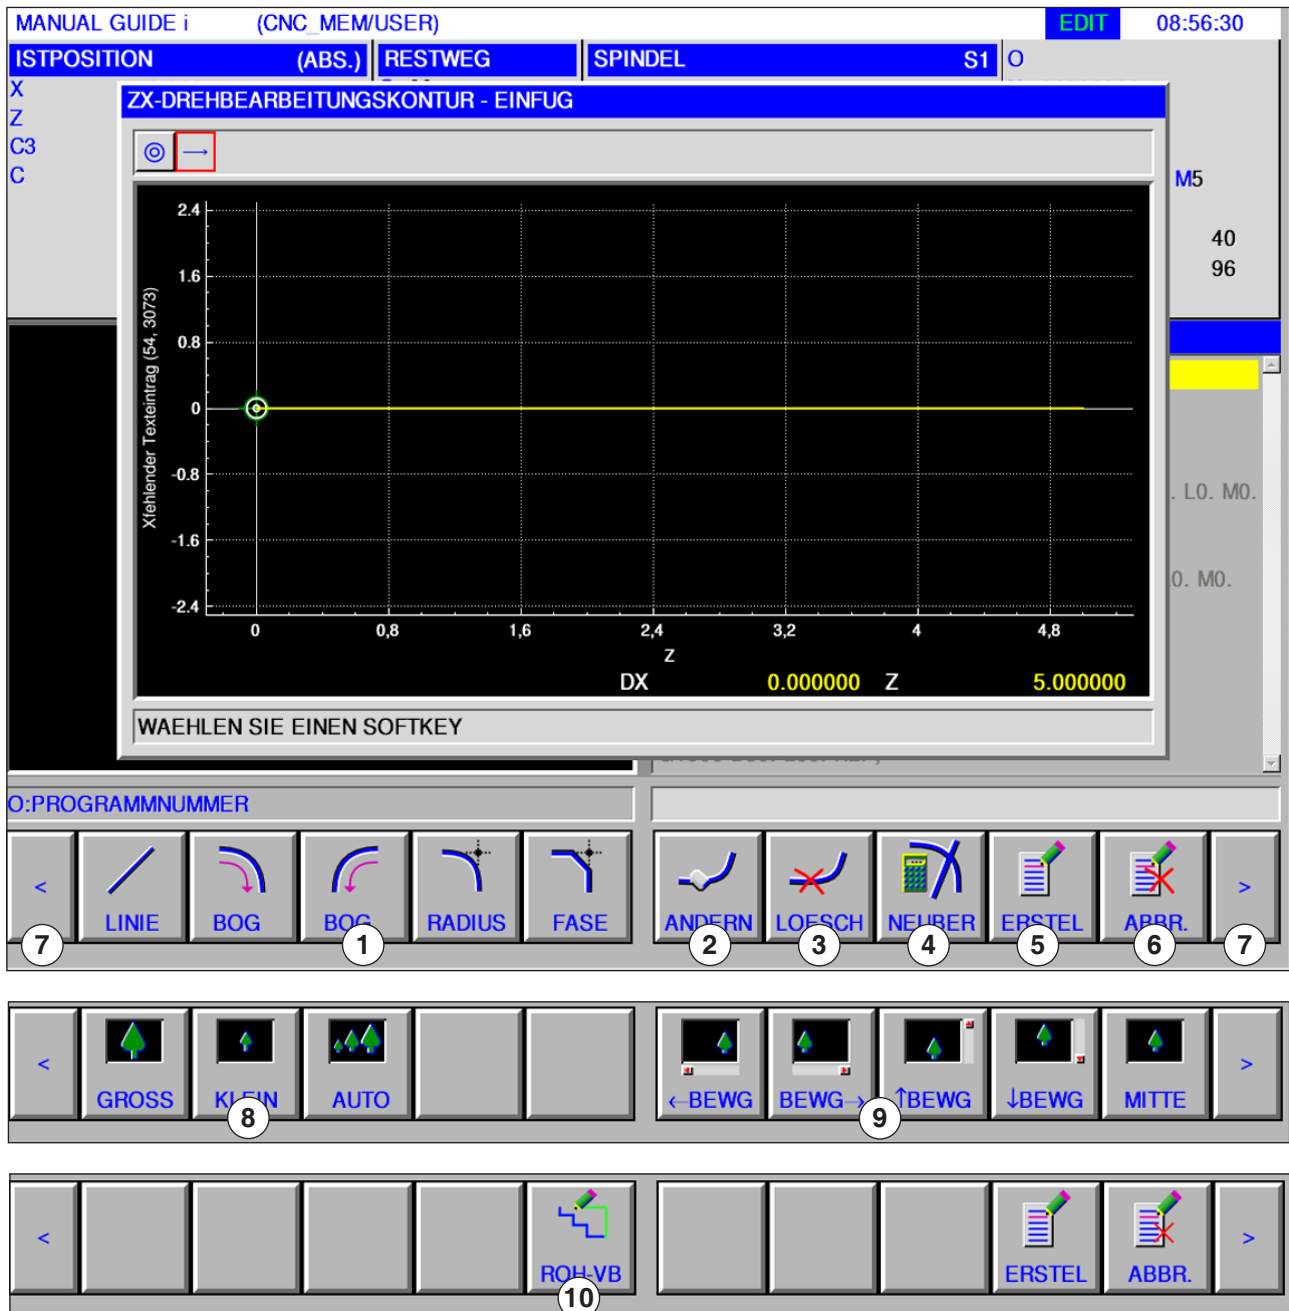 MANUAL GUIDE i (CNC_MEM/USER) EDIT 08:56:30
ISTPOSITION (ABS.) RESTWEG SPINDEL S1 O
X
Z
C3
C
ZX-DREHBEARBEITUNGSKONTUR - EINFUG
M5
40
96
2.4
1.6
0.8
0
-0.8
-1.6
-2.4
Xfehlender Texteintrag (54, 3073)
0 0,8 1,6 2,4 3,2 4 4,8
Z
DX 0.000000 Z 5.000000
. L0. M0.
0. M0.
WAEHLEN SIE EINEN SOFTKEY
O:PROGRAMMNUMMER
< LINIE BOG BOG RADIUS FASE ANDERN LOESCH NEUBER ERSTEL ABBR. >
7 1 2 3 4 5 6 7
< GROSS KLEIN AUTO ←BEWG BEWG→ ↑BEWG ↓BEWG MITTE >
8 9
< ROH-VB ERSTEL ABBR. >
10